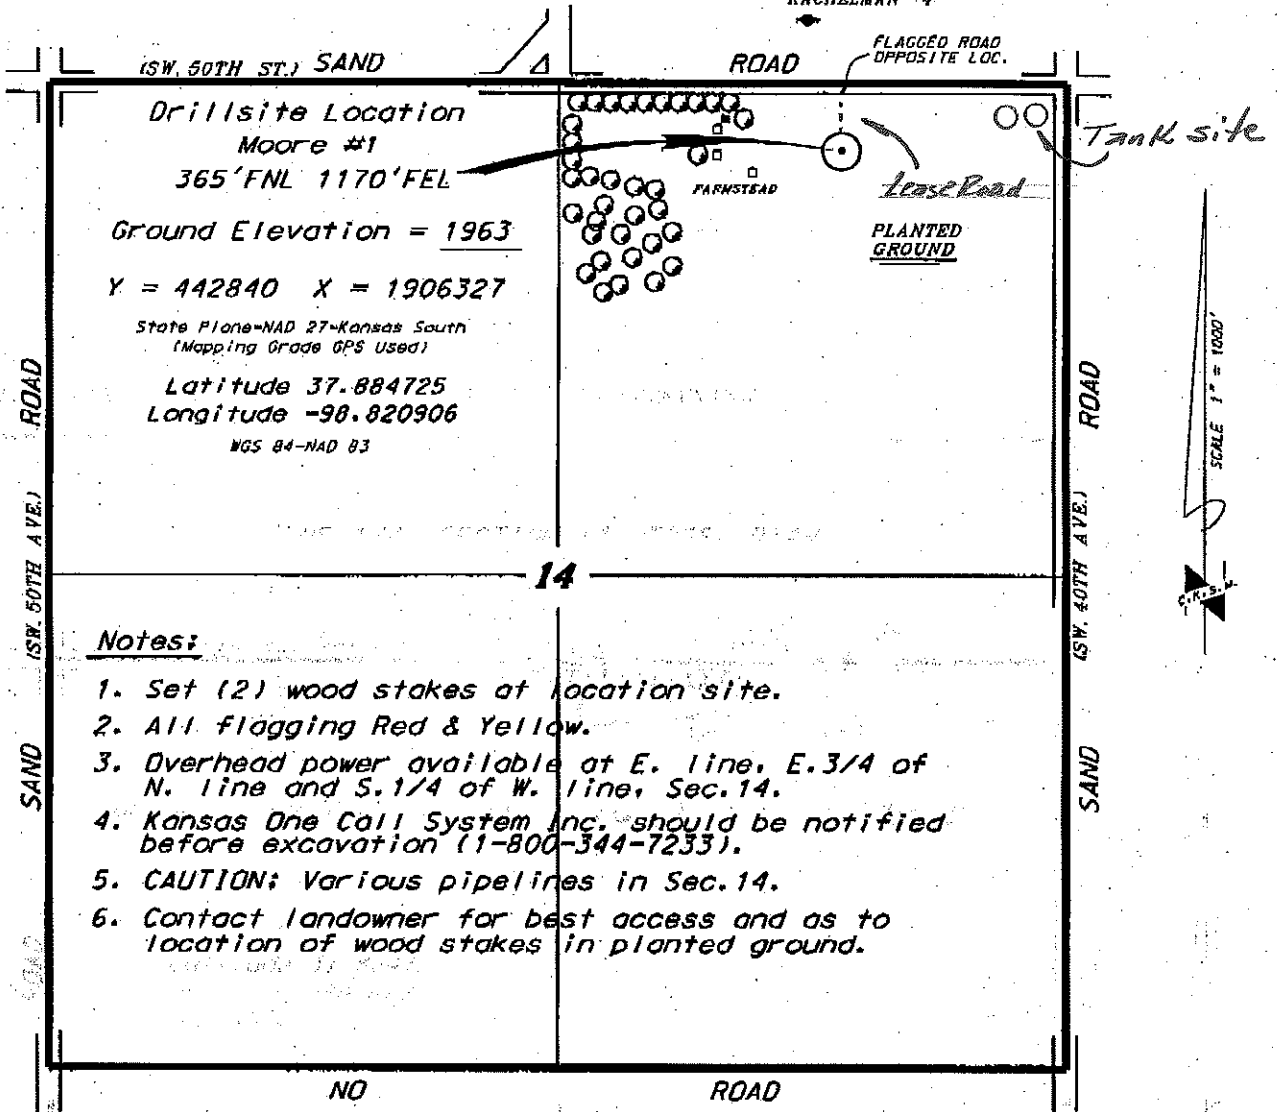 (SW. 50TH ST.) SAND
ROAD
FLAGGED ROAD
OPPOSITE LOC.
Drillsite Location
Moore #1
365'FNL 1170'FEL
Ground Elevation = 1963
Y = 442840 X = 1906327
State Plane-NAD 27-Kansas South
(Mapping Grade GPS Used)
Latitude 37.884725
Longitude -98.820906
WGS 84-NAD 83
FARMSTEAD
Lease Road
Tank site
PLANTED
GROUND
ROAD
(SW. 50TH AVE.)
SAND
ROAD
(SW. 40TH AVE.)
SAND
SCALE 1" = 1000'
C.K.S.M.
14
Notes:
1. Set (2) wood stakes at location site.
2. All flagging Red & Yellow.
3. Overhead power available at E. line, E.3/4 of
N. line and S.1/4 of W. line, Sec.14.
4. Kansas One Call System Inc. should be notified
before excavation (1-800-344-7233).
5. CAUTION: Various pipelines in Sec.14.
6. Contact landowner for best access and as to
location of wood stakes in planted ground.
NO
ROAD